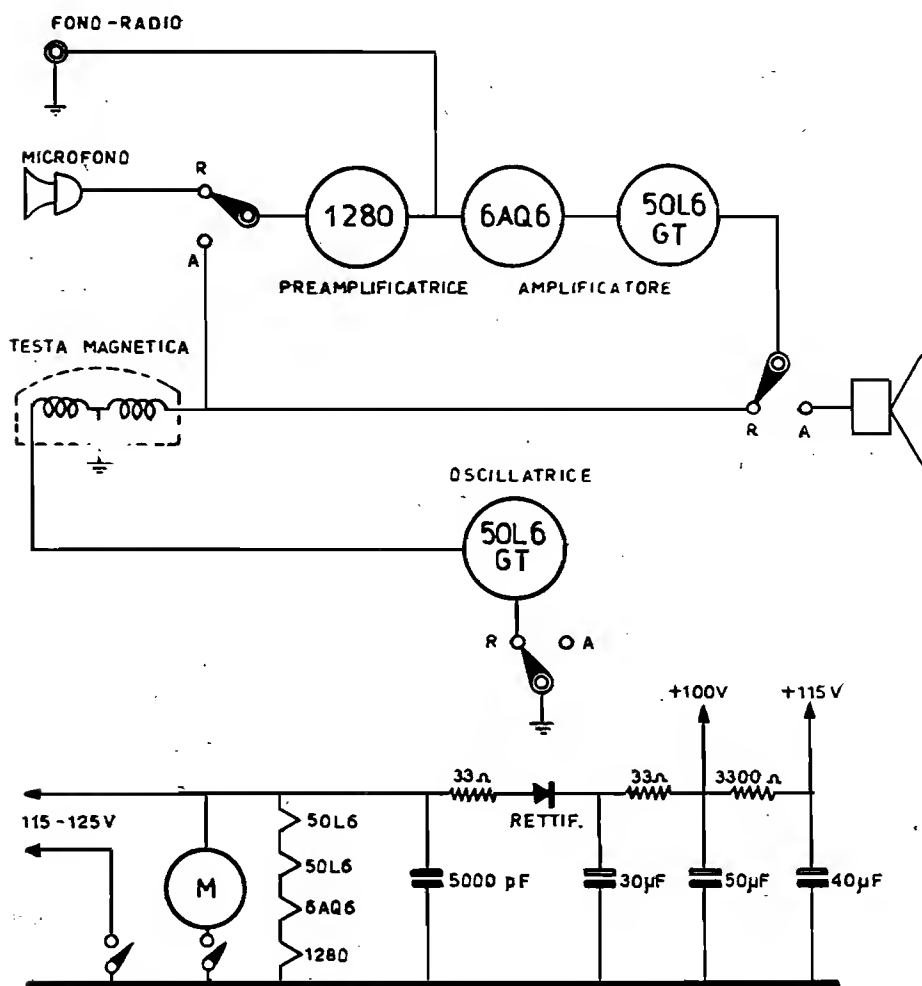 FONO-RADIO
MICROFONO
R
A
1280
6AQ6
50L6
GT
PREAMPLIFICATRICE
AMPLIFICATORE
TESTA MAGNETICA
R
A
OSCILLATRICE
50L6
GT
R
A
+100V
+115V
33Ω
33Ω
3300Ω
RETTIF.
115-125V
50L6
50L6
6AQ6
1280
M
5000 pF
30µF
50µF
40µF